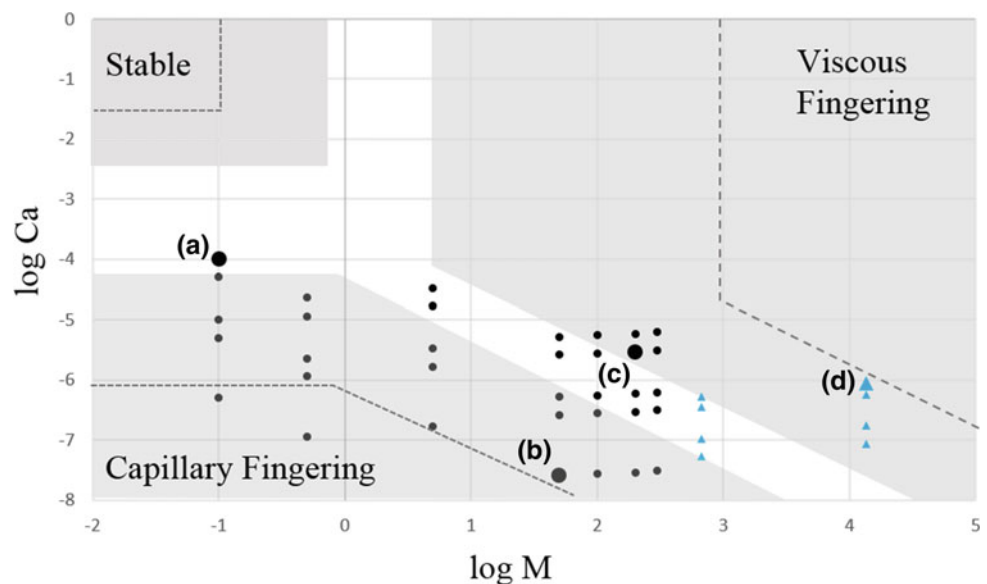 0
Stable
Viscous
Fingering
-1
-2
-3
(a)
-4
log Ca
-5
(c)
(d)
-6
(b)
-7
Capillary Fingering
-8
-2 -1 0 1 2 3 4 5
log M